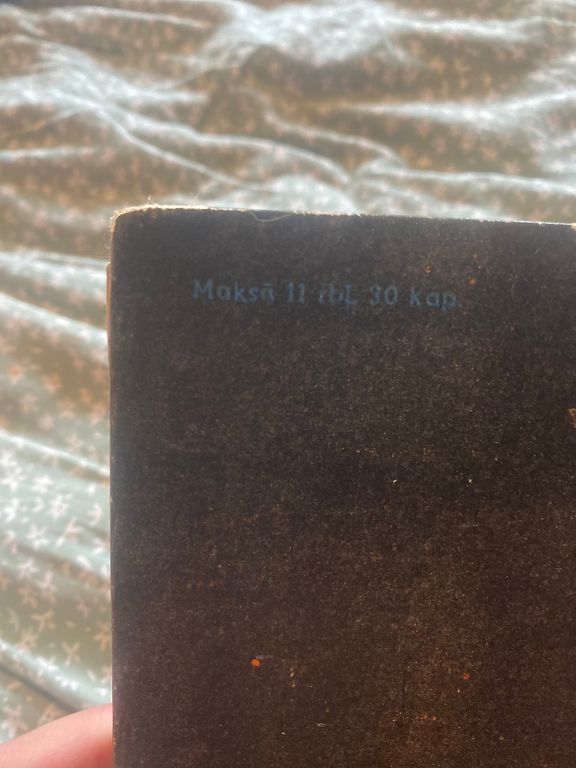 Maksā 11 rbl. 30 kap.